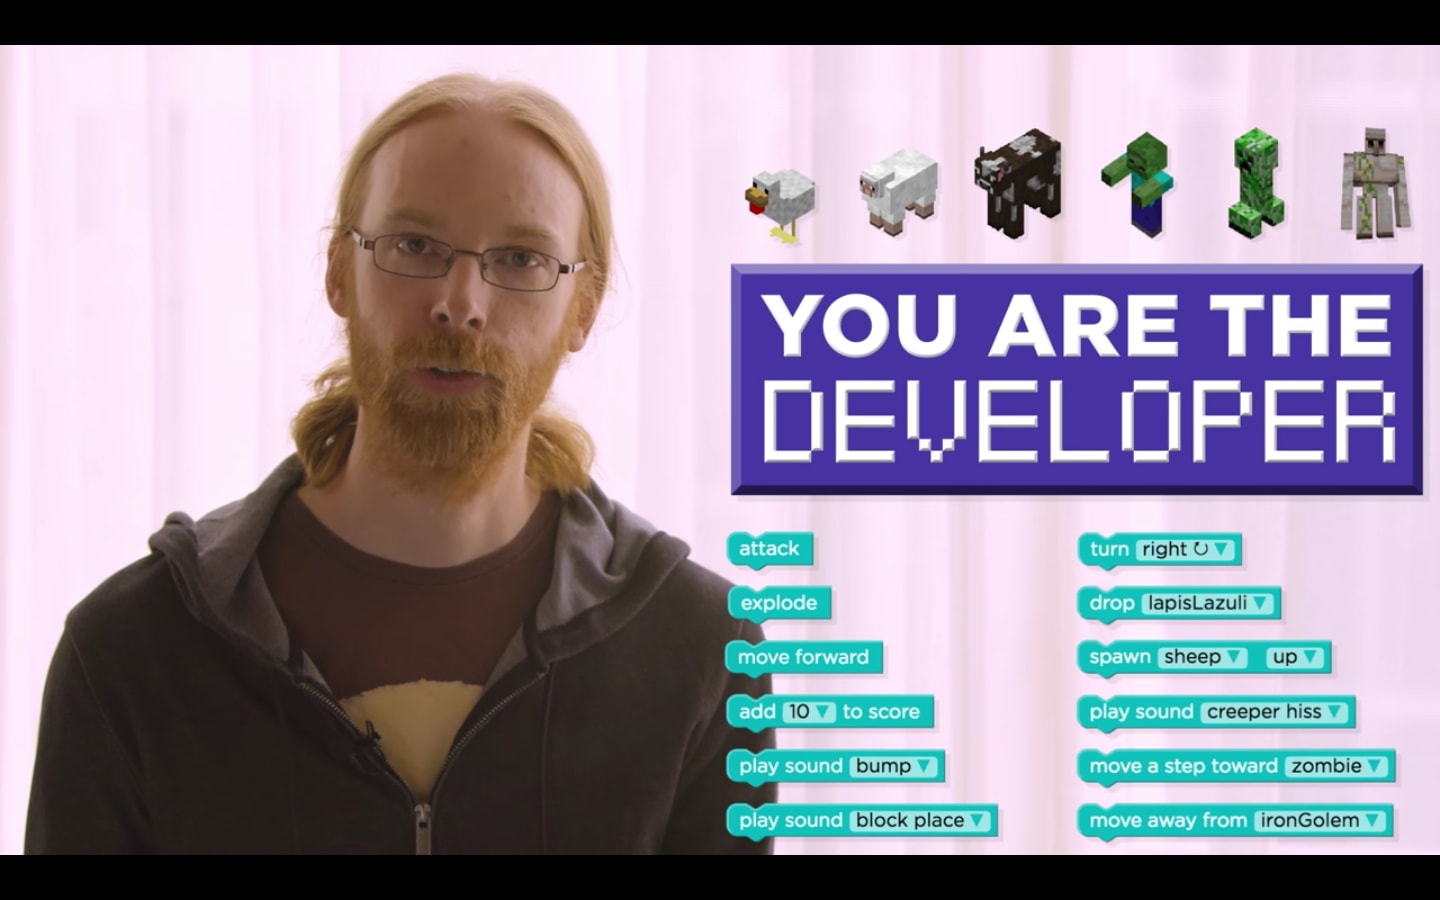 YOU ARE THE
DEVELOPER
attack
explode
move forward
add 10 to score
play sound bump
play sound block place
turn right
drop lapisLazuli
spawn sheep up
play sound creeper hiss
move a step toward zombie
move away from ironGolem